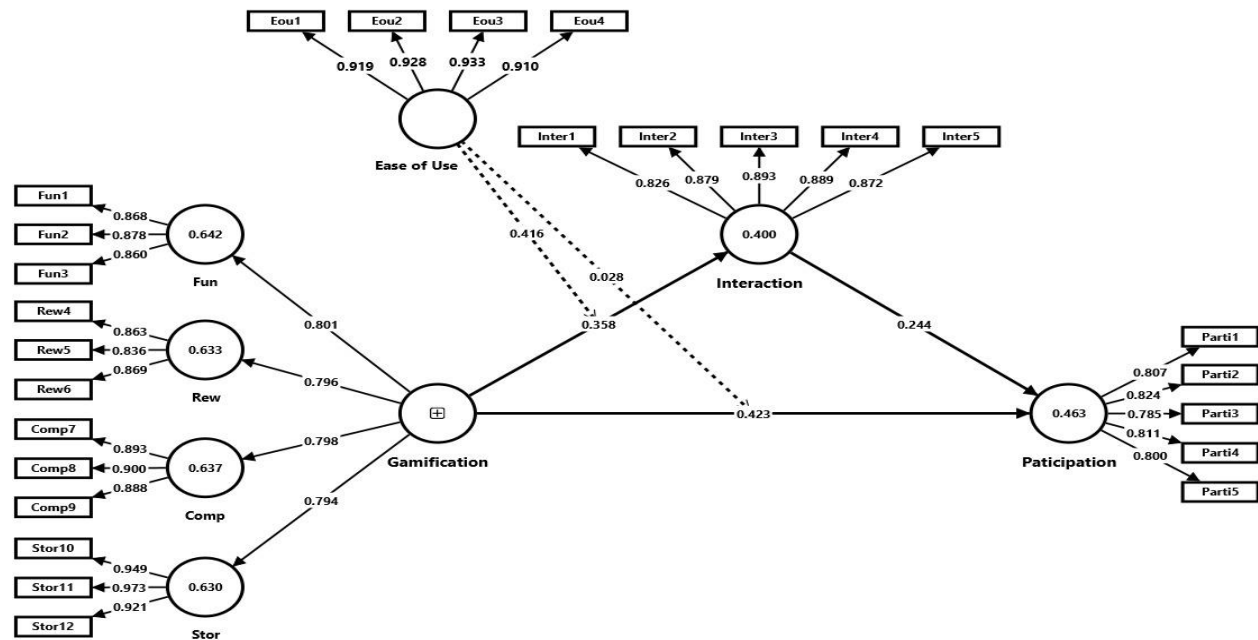 Eou1 Eou2 Eou3 Eou4
0.919 0.928 0.933 0.910
Ease of Use
Inter1 Inter2 Inter3 Inter4 Inter5
0.826 0.879 0.893 0.889 0.872
0.400
Interaction
0.416
0.028
0.358
0.244
0.423
Fun1
Fun2
Fun3
0.868
0.878
0.860
0.642
Fun
0.801
Rew4
Rew5
Rew6
0.863
0.836
0.869
0.633
Rew
0.796
Comp7
Comp8
Comp9
0.893
0.900
0.888
0.637
Comp
0.798
Stor10
Stor11
Stor12
0.949
0.973
0.921
0.630
Stor
0.794
Gamification
0.463
Paticipation
0.807
0.824
0.785
0.811
0.800
Parti1
Parti2
Parti3
Parti4
Parti5